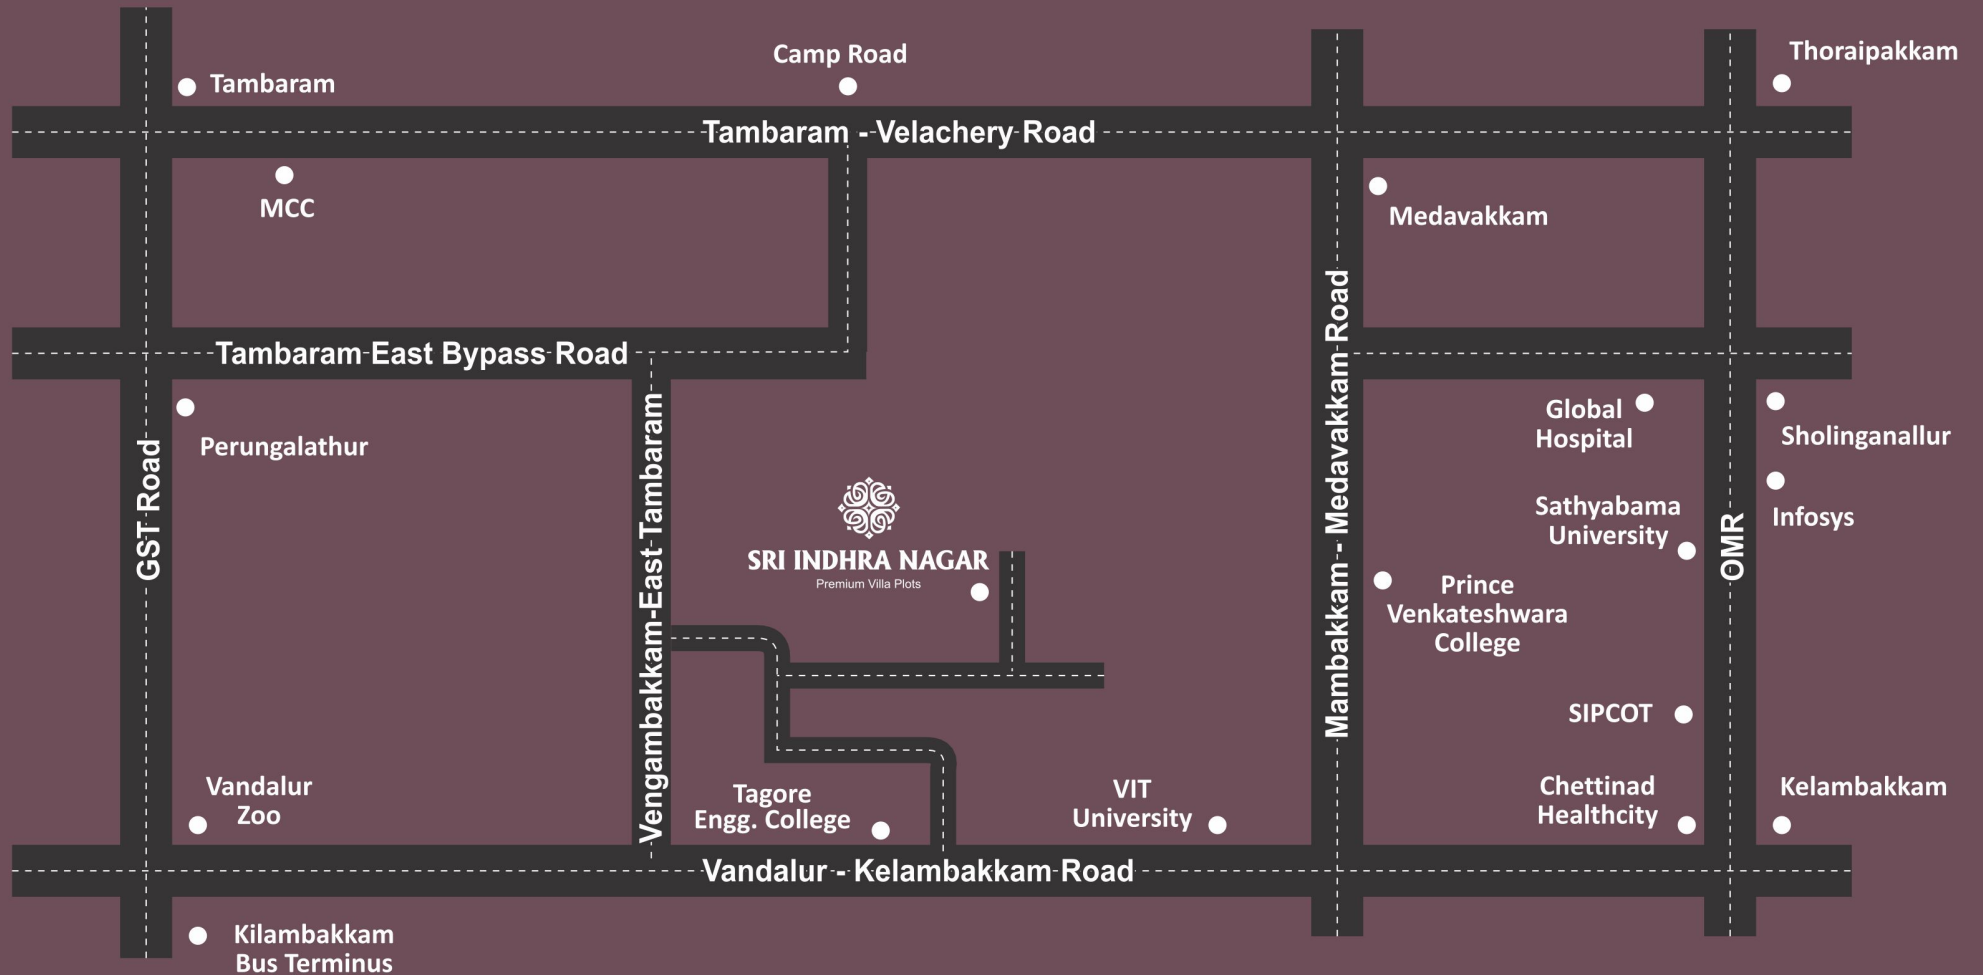 Camp Road
Thoraipakkam
Tambaram
Tambaram - Velachery Road
MCC
Medavakkam
Tambaram East Bypass Road
Perungalathur
Global
Hospital
Sholinganallur
GST Road
Vengambakkam-East Tambaram
SRI INDHRA NAGAR
Premium Villa Plots
Mambakkam - Medavakkam Road
Sathyabama
University
OMR
Infosys
Prince
Venkateshwara
College
SIPCOT
Vandalur
Zoo
Tagore
Engg. College
VIT
University
Chettinad
Healthcity
Kelambakkam
Vandalur - Kelambakkam Road
Kilambakkam
Bus Terminus